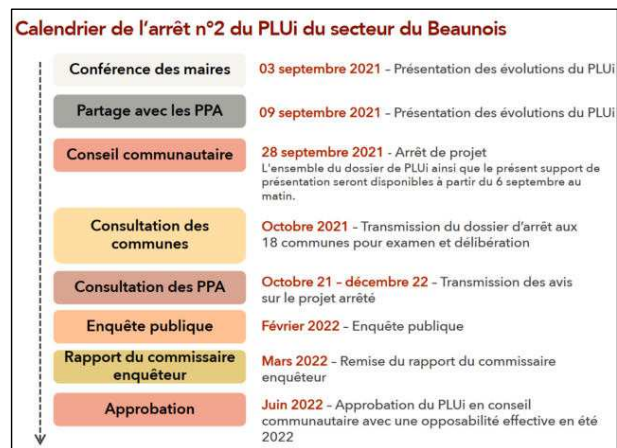 Calendrier de l'arrêt n°2 du PLUi du secteur du Beaunois
Conférence des maires
03 septembre 2021 – Présentation des évolutions du PLUi
Partage avec les PPA
09 septembre 2021 – Présentation des évolutions du PLUi
Conseil communautaire
28 septembre 2021 - Arrêt de projet
L'ensemble du dossier de PLUi ainsi que le présent support de
présentation seront disponibles à partir du 6 septembre au
matin.
Consultation des
communes
Octobre 2021 – Transmission du dossier d'arrêt aux
18 communes pour examen et délibération
Consultation des PPA
Octobre 21 – décembre 22 – Transmission des avis
sur le projet arrêté
Enquête publique
Février 2022 – Enquête publique
Rapport du commissaire
enquêteur
Mars 2022 – Remise du rapport du commissaire
enquêteur
Approbation
Juin 2022 – Approbation du PLUi en conseil
communautaire avec une opposabilité effective en été
2022